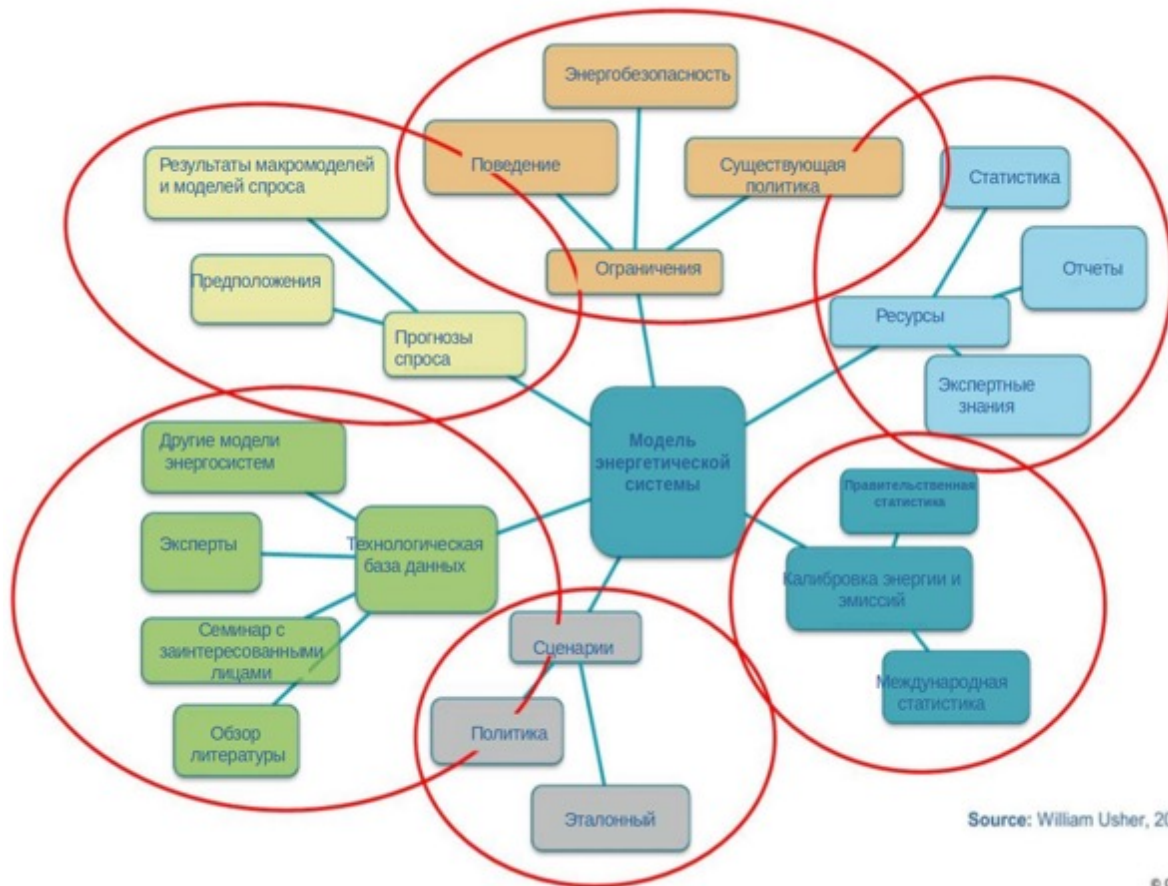 Энергобезопасность
Поведение
Существующая
политика
Ограничения
Результаты макромоделей
и моделей спроса
Предположения
Прогнозы
спроса
Статистика
Отчеты
Ресурсы
Экспертные
знания
Модель
энергетической
системы
Другие модели
энергосистем
Эксперты
Технологическая
база данных
Семинар с
заинтересованными
лицами
Обзор
литературы
Правительственная
статистика
Калибровка энергии и
эмиссий
Международная
статистика
Сценарии
Политика
Эталонный
Source: William Usher, 20
©